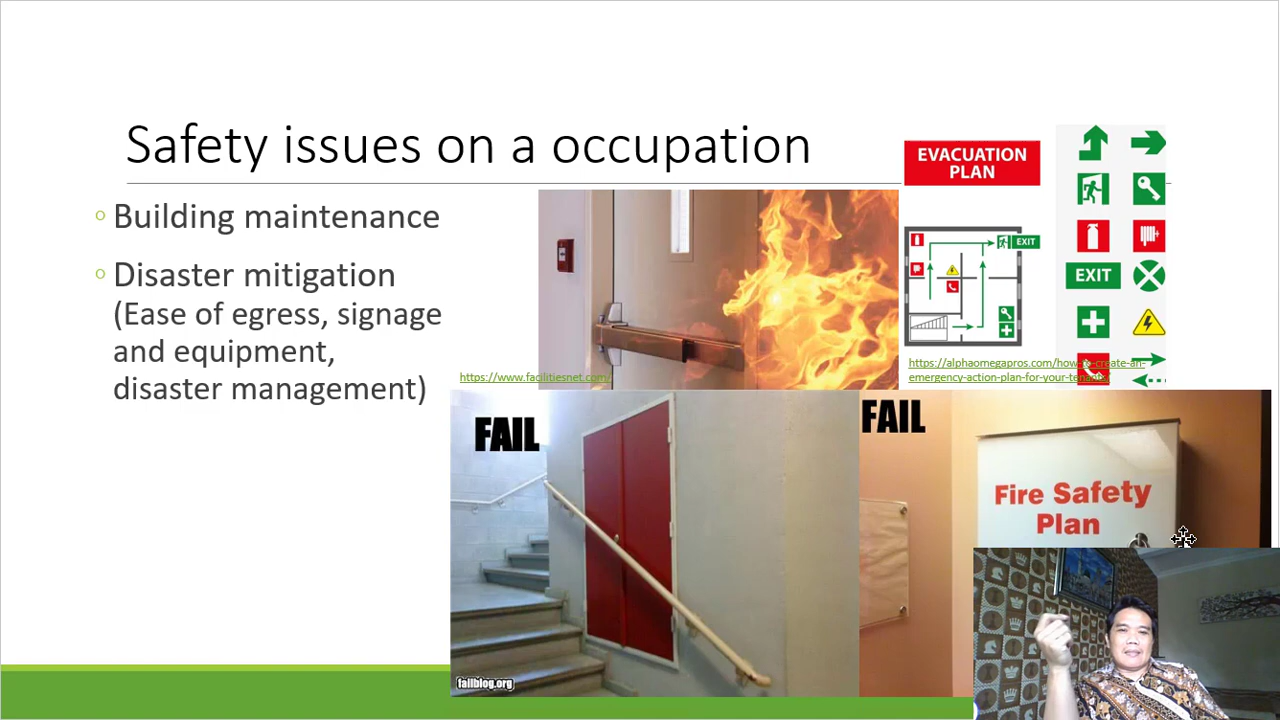 Safety issues on a occupation
Building maintenance
Disaster mitigation
(Ease of egress, signage
and equipment,
disaster management)
EVACUATION
PLAN
EXIT
EXIT
https://www.facilitiesnet.com/
https://alphaomegapros.com/how-to-create-an-
emergency-action-plan-for-your-tenants/
FAIL
failblog.org
FAIL
Fire Safety
Plan